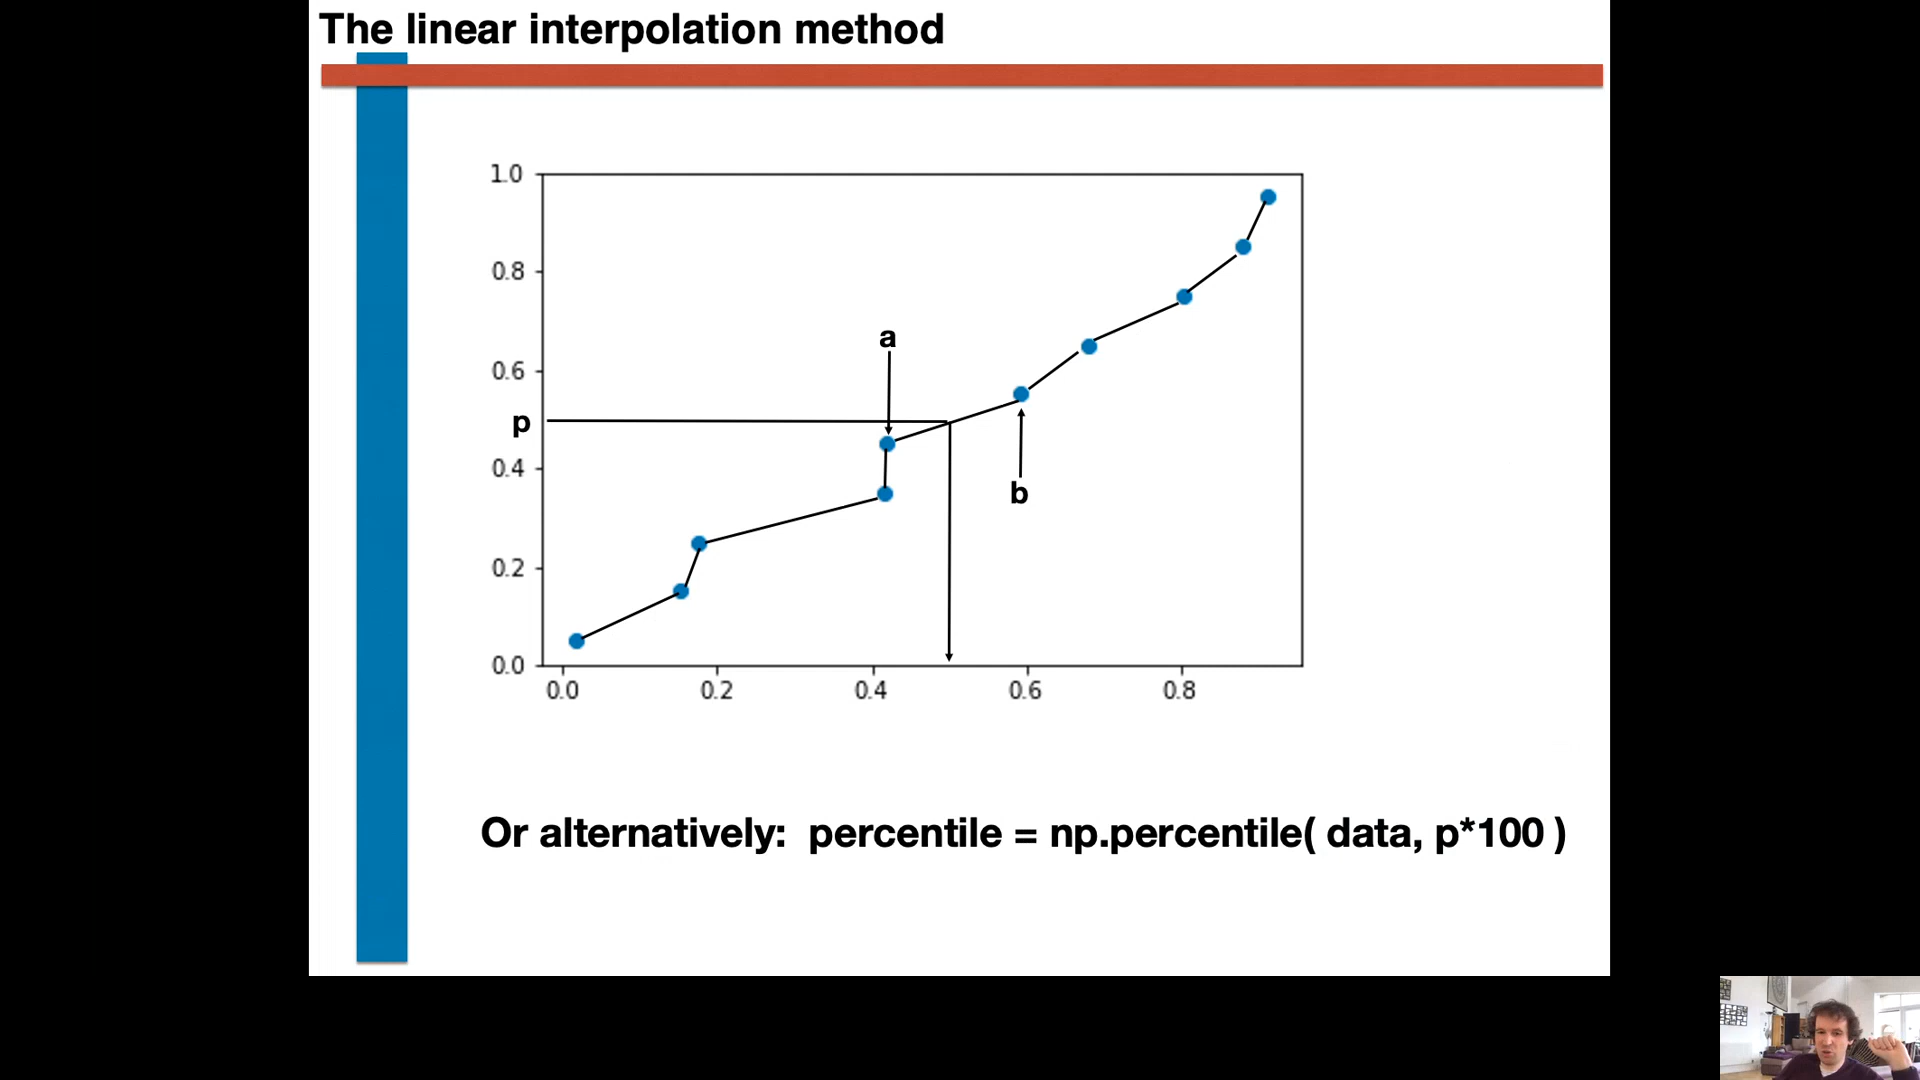 The linear interpolation method
1.0
0.8
a
0.6
p
0.4
b
0.2
0.0
0.0 0.2 0.4 0.6 0.8
Or alternatively: percentile = np.percentile( data, p*100 )